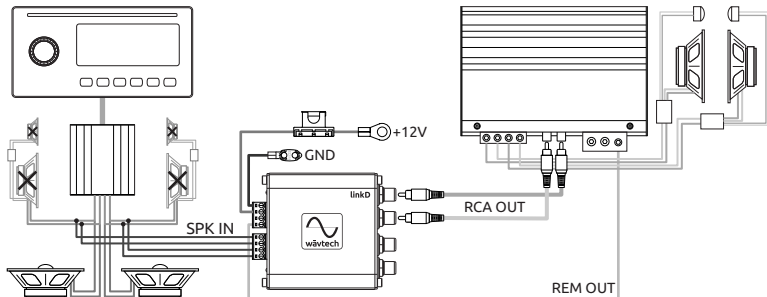 +12V
GND
linkD
SPK IN
wāvtech
RCA OUT
REM OUT